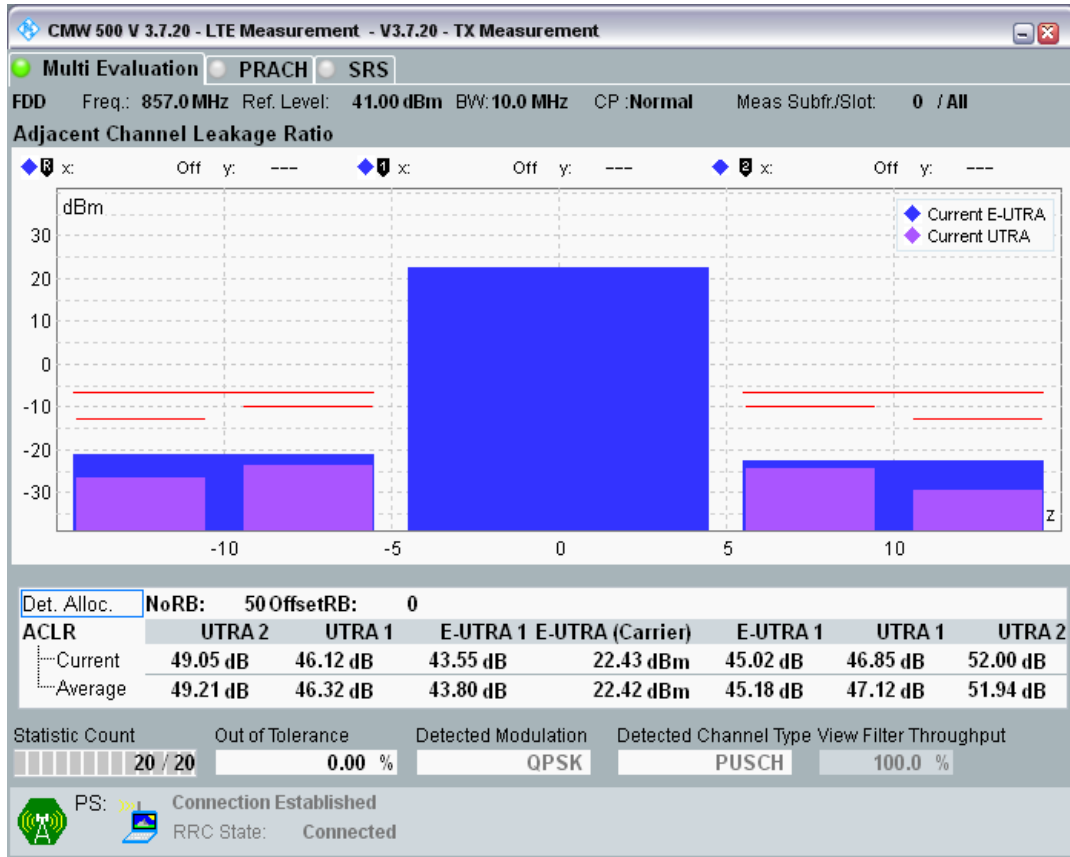 CMW 500 V 3.7.20 - LTE Measurement - V3.7.20 - TX Measurement
Multi Evaluation PRACH SRS
FDD Freq.: 857.0 MHz Ref. Level: 41.00 dBm BW: 10.0 MHz CP :Normal Meas Subfr./Slot: 0 / All
Adjacent Channel Leakage Ratio
R x: Off y: --- 1 x: Off y: --- 2 x: Off y: ---
dBm
Current E-UTRA
Current UTRA
30
20
10
0
-10
-20
-30
z
-10 -5 0 5 10
Det. Alloc. NoRB: 50 OffsetRB: 0
ACLR UTRA 2 UTRA 1 E-UTRA 1 E-UTRA (Carrier) E-UTRA 1 UTRA 1 UTRA 2
Current 49.05 dB 46.12 dB 43.55 dB 22.43 dBm 45.02 dB 46.85 dB 52.00 dB
Average 49.21 dB 46.32 dB 43.80 dB 22.42 dBm 45.18 dB 47.12 dB 51.94 dB
Statistic Count Out of Tolerance Detected Modulation Detected Channel Type View Filter Throughput
20 / 20 0.00 % QPSK PUSCH 100.0 %
PS: Connection Established
RRC State: Connected